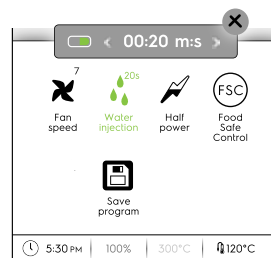 00:20 m:s
7
20s
FSC
Fan
speed
Water
injection
Half
power
Food
Safe
Control
Save
program
5:30 PM 100% 300°C 120°C